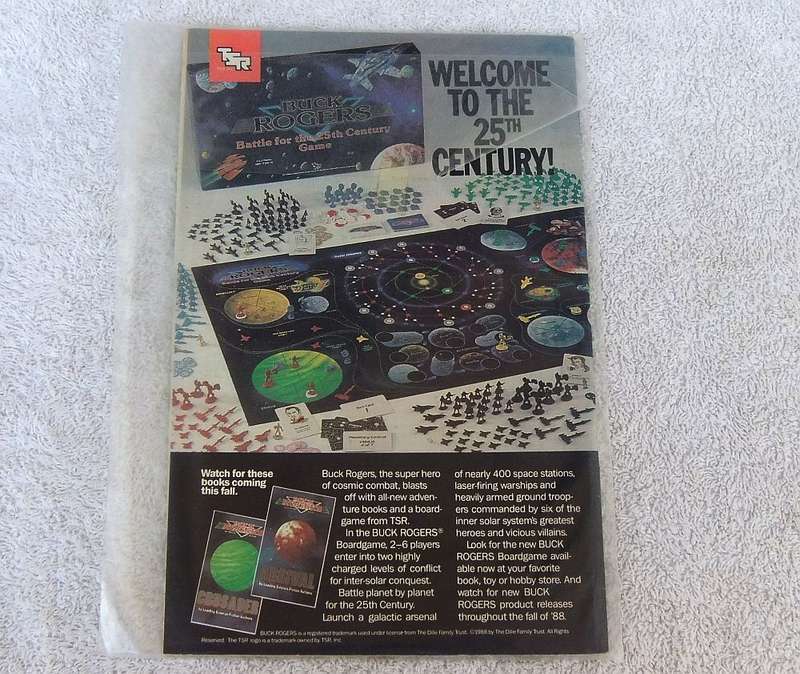 TSR
WELCOME
TO THE
25TH
CENTURY!
BUCK
ROGERS
Battle for the 25th Century
Game
Watch for these
books coming
this fall.
Buck Rogers, the super hero
of cosmic combat, blasts
off with all-new adven-
ture books and a board-
game from TSR.
In the BUCK ROGERS®
Boardgame, 2–6 players
enter into two highly
charged levels of conflict
for inter-solar conquest.
Battle planet by planet
for the 25th Century.
Launch a galactic arsenal
of nearly 400 space stations,
laser-firing warships and
heavily armed ground troop-
ers commanded by six of the
inner solar system's greatest
heroes and vicious villains.
Look for the new BUCK
ROGERS Boardgame avail-
able now at your favorite
book, toy or hobby store. And
watch for new BUCK
ROGERS product releases
throughout the fall of '88.
BUCK ROGERS is a registered trademark used under license from The Dille Family Trust. ©1988 by The Dille Family Trust. All Rights
Reserved. The TSR logo is a trademark owned by TSR, Inc.